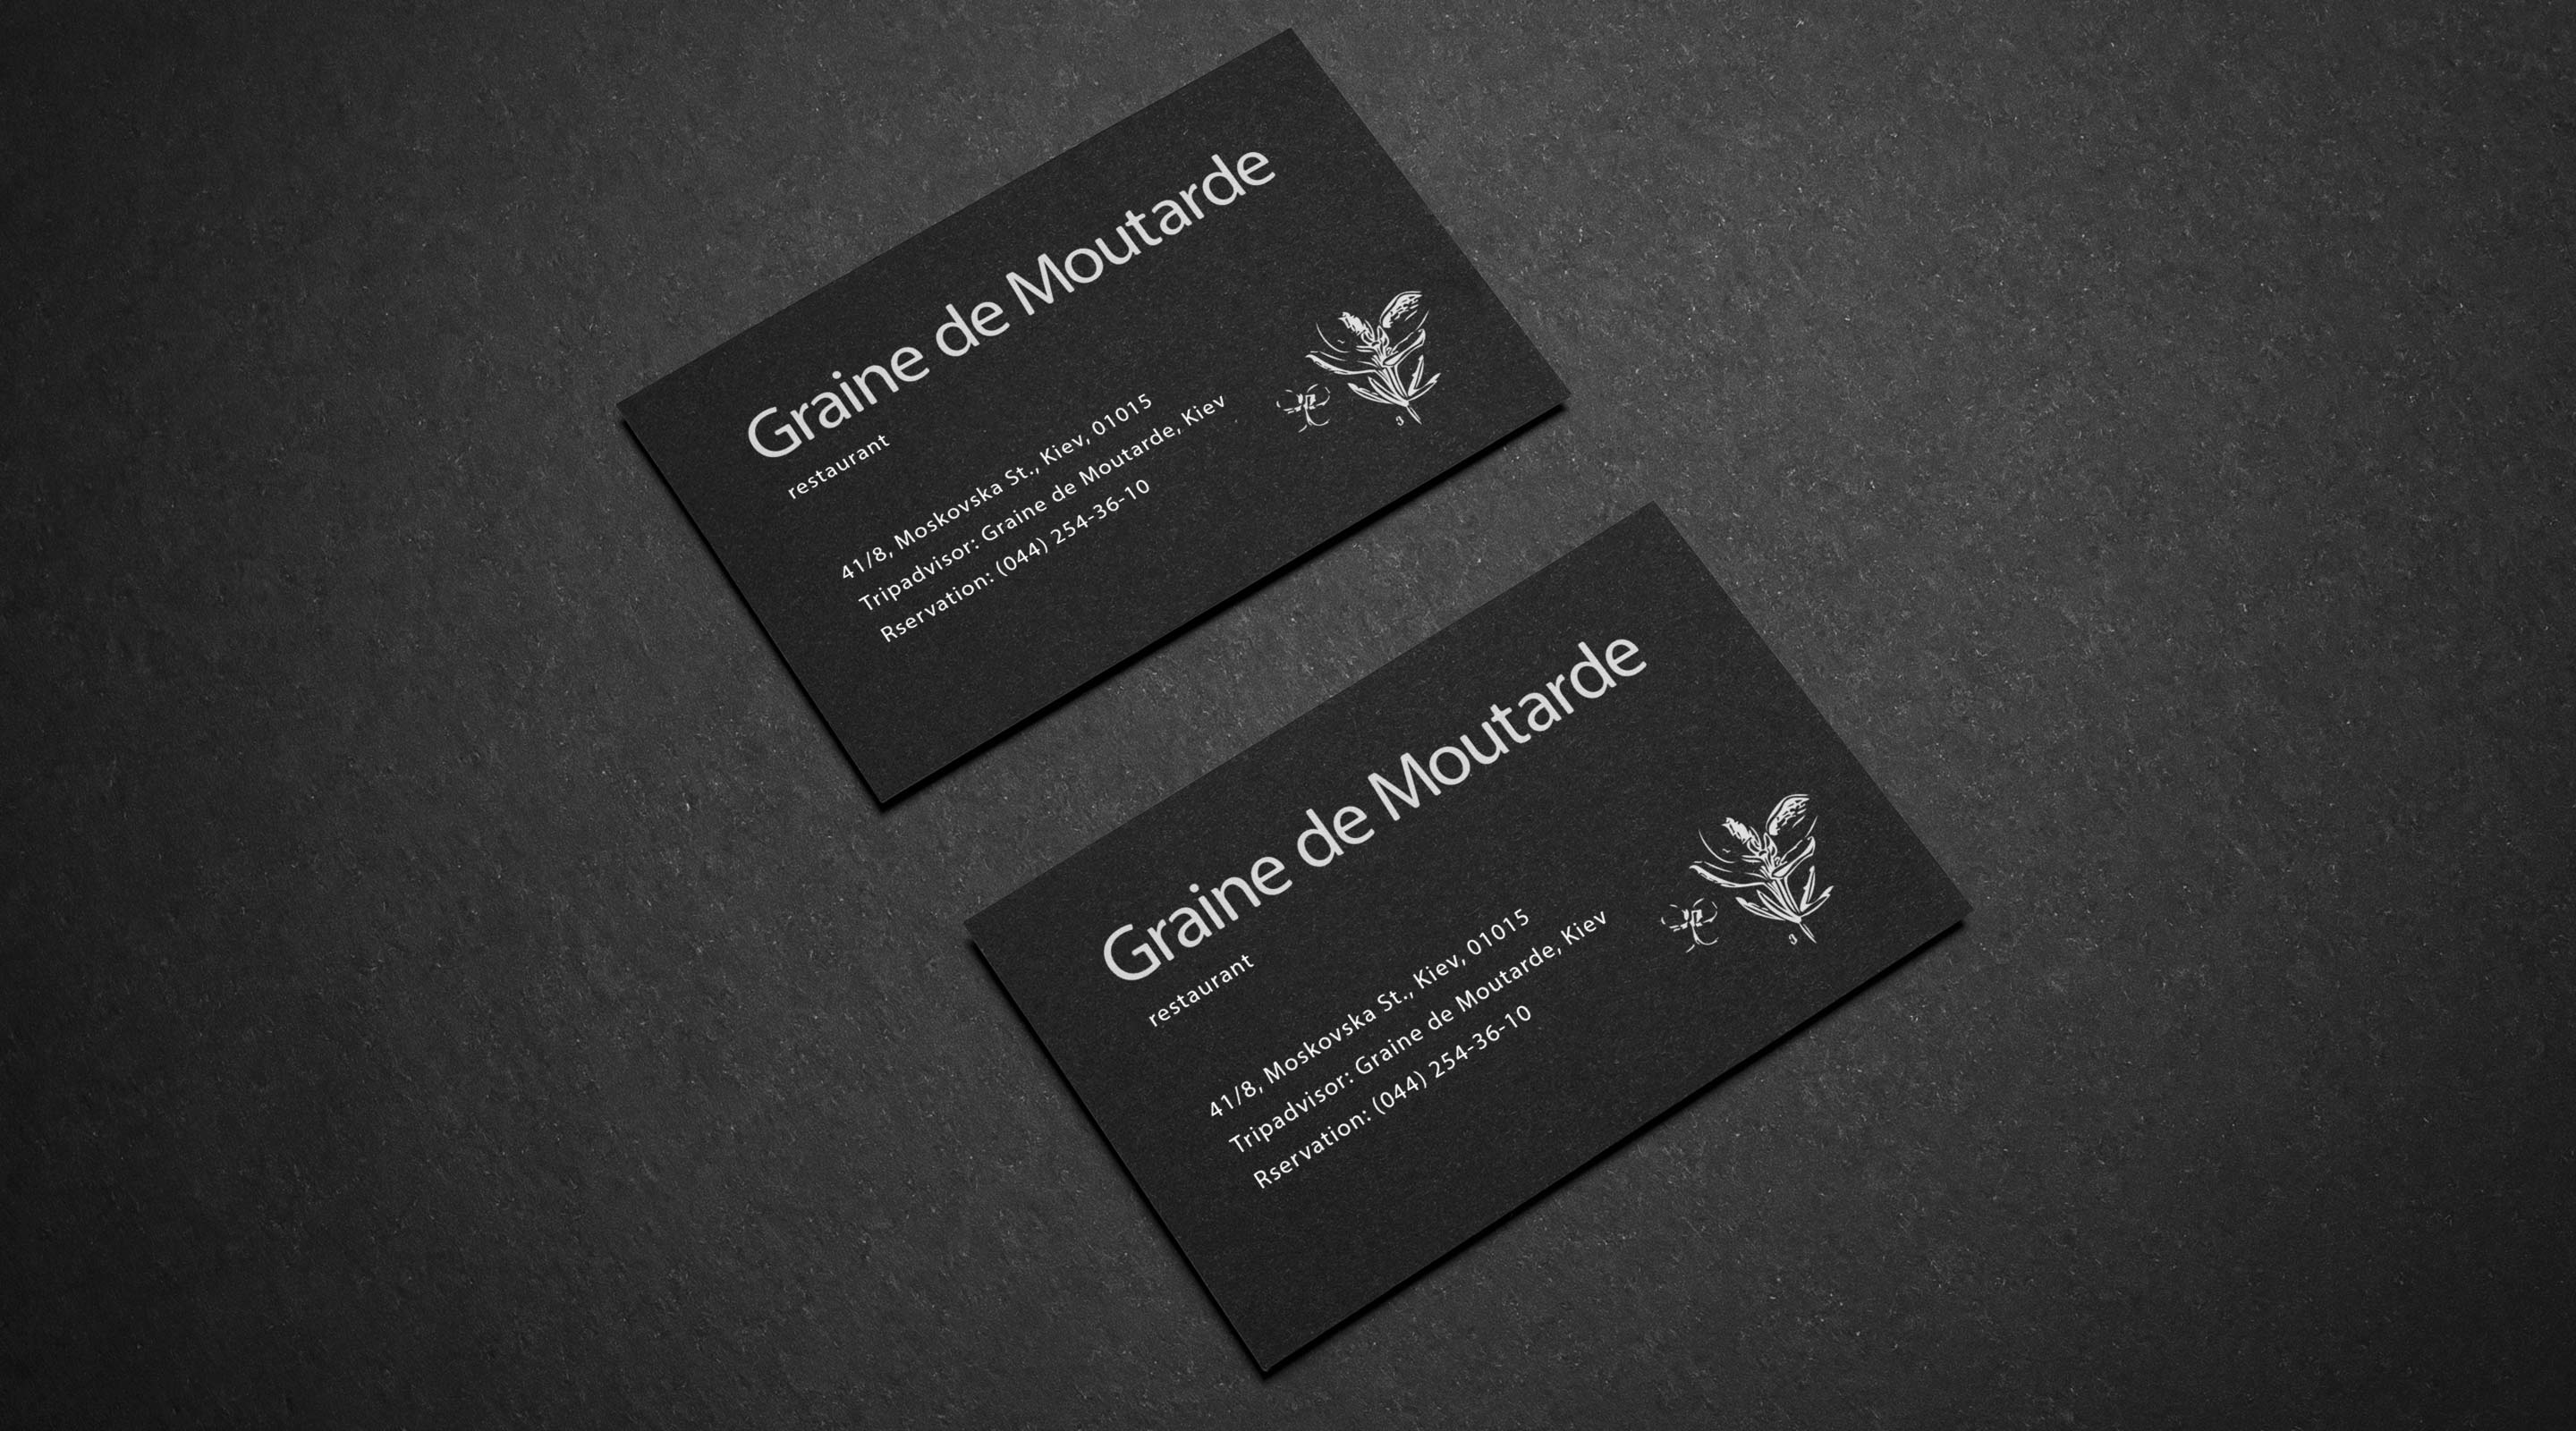 Graine de Moutarde
restaurant
41/8, Moskovska St., Kiev, 01015
Tripadvisor: Graine de Moutarde, Kiev
Rservation: (044) 254-36-10
Graine de Moutarde
restaurant
41/8, Moskovska St., Kiev, 01015
Tripadvisor: Graine de Moutarde, Kiev
Rservation: (044) 254-36-10